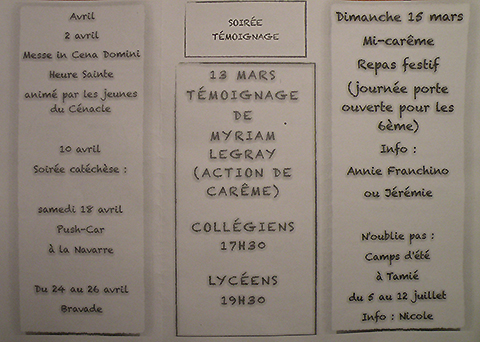 Avril
2 avril
Messe in Cena Domini
Heure Sainte
animé par les jeunes
du Cénacle
10 avril
Soirée catéchèse :
samedi 18 avril
Push-Car
à la Navarre
Du 24 au 26 avril
Bravade
SOIRÉE
TÉMOIGNAGE
13 MARS
TÉMOIGNAGE
DE
MYRIAM
LEGRAY
(ACTION DE
CARÊME)
COLLÉGIENS
17H30
LYCÉENS
19H30
Dimanche 15 mars
Mi-carême
Repas festif
(journée porte
ouverte pour les
6ème)
Info :
Annie Franchino
ou Jérémie
N'oublie pas :
Camps d'été
à Tamié
du 5 au 12 juillet
Info : Nicole